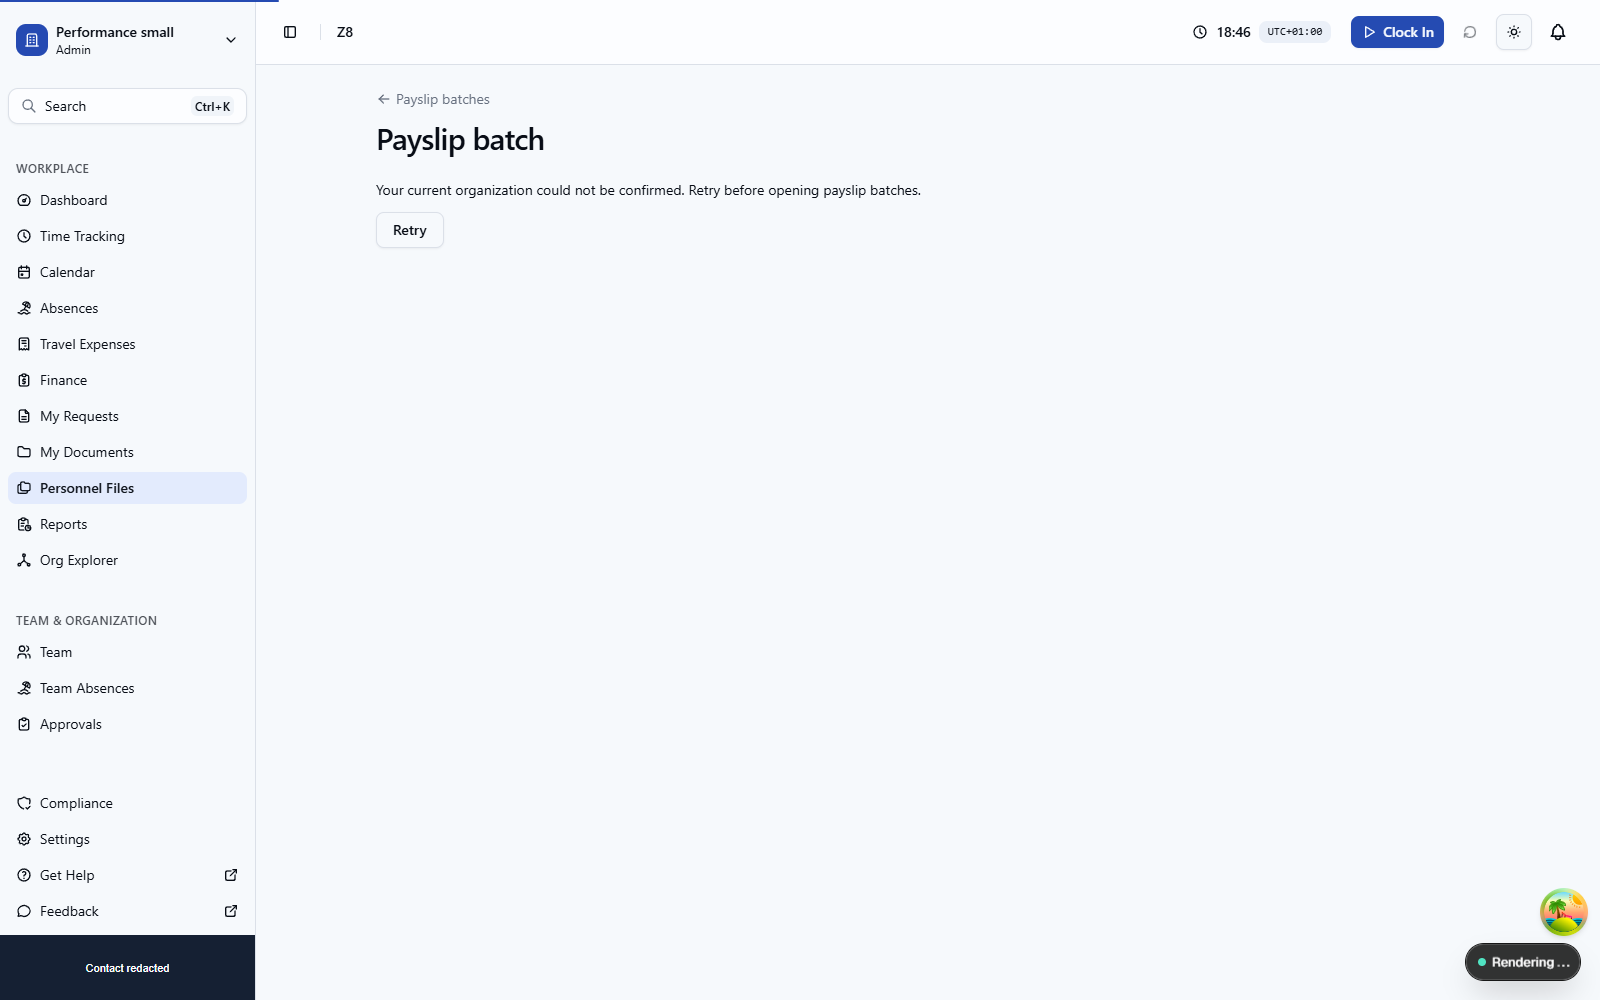 Performance small
Admin
Search
Ctrl+K
WORKPLACE
Dashboard
Time Tracking
Calendar
Absences
Travel Expenses
Finance
My Requests
My Documents
Personnel Files
Reports
Org Explorer
TEAM & ORGANIZATION
Team
Team Absences
Approvals
Compliance
Settings
Get Help
Feedback
Contact redacted
Z8
18:46
UTC+01:00
Clock In
Payslip batches
Payslip batch
Your current organization could not be confirmed. Retry before opening payslip batches.
Retry
Rendering ...